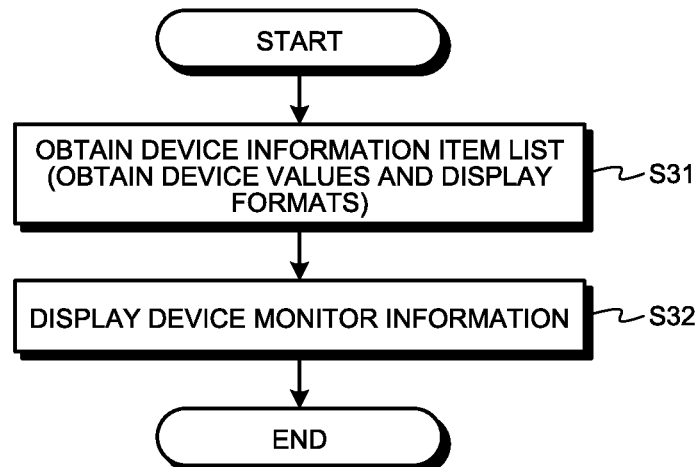 START
OBTAIN DEVICE INFORMATION ITEM LIST
(OBTAIN DEVICE VALUES AND DISPLAY
FORMATS)
S31
DISPLAY DEVICE MONITOR INFORMATION
S32
END